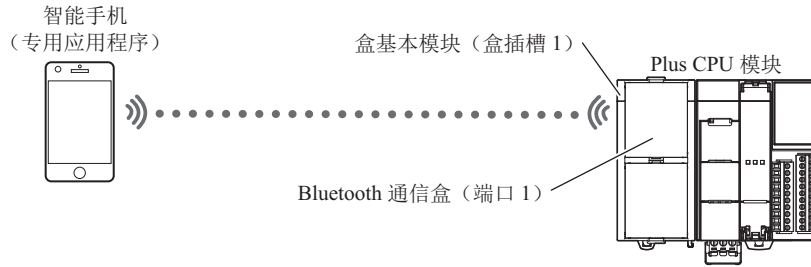 智能手机
（专用应用程序）
盒基本模块（盒插槽 1）
Plus CPU 模块
Bluetooth 通信盒（端口 1）